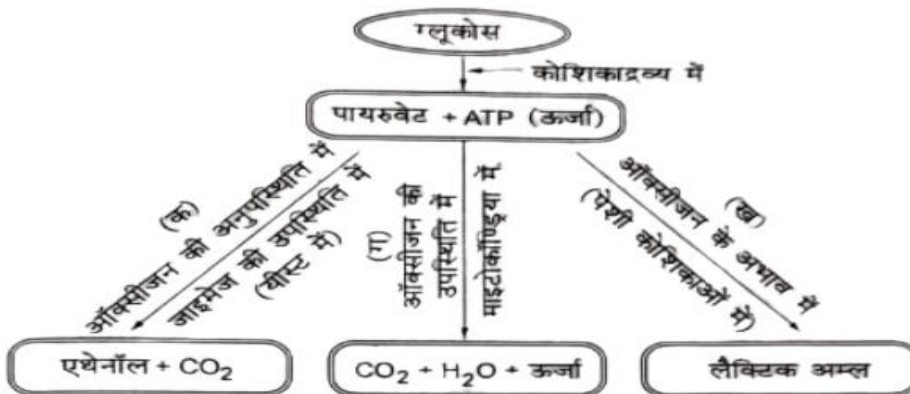 ग्लूकोस
कोशिकाद्रव्य में
पायरुवेट + ATP (ऊर्जा)
(क)
ऑक्सीजन की अनुपस्थिति में
जाइमेज की उपस्थिति में
(यीस्ट में)
(ग)
ऑक्सीजन की
उपस्थिति में
माइटोकॉण्ड्रिया में
(ख)
ऑक्सीजन के अभाव में
(पेशी कोशिकाओं में)
एथेनॉल + CO₂
CO₂ + H₂O + ऊर्जा
लैक्टिक अम्ल